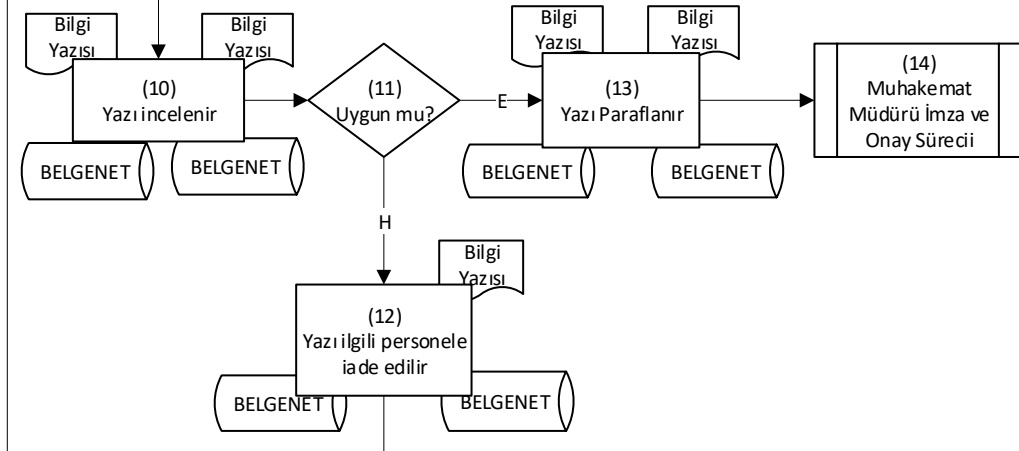 Bilgi
Yazısı
Bilgi
Yazısı
(10)
Yazı incelenir
BELGENET
BELGENET
(11)
Uygun mu?
E
Bilgi
Yazısı
Bilgi
Yazısı
(13)
Yazı Paraflanır
BELGENET
BELGENET
(14)
Muhakemat
Müdürü İmza ve
Onay Sürecii
H
Bilgi
Yazısı
(12)
Yazı ilgili personele
iade edilir
BELGENET
BELGENET